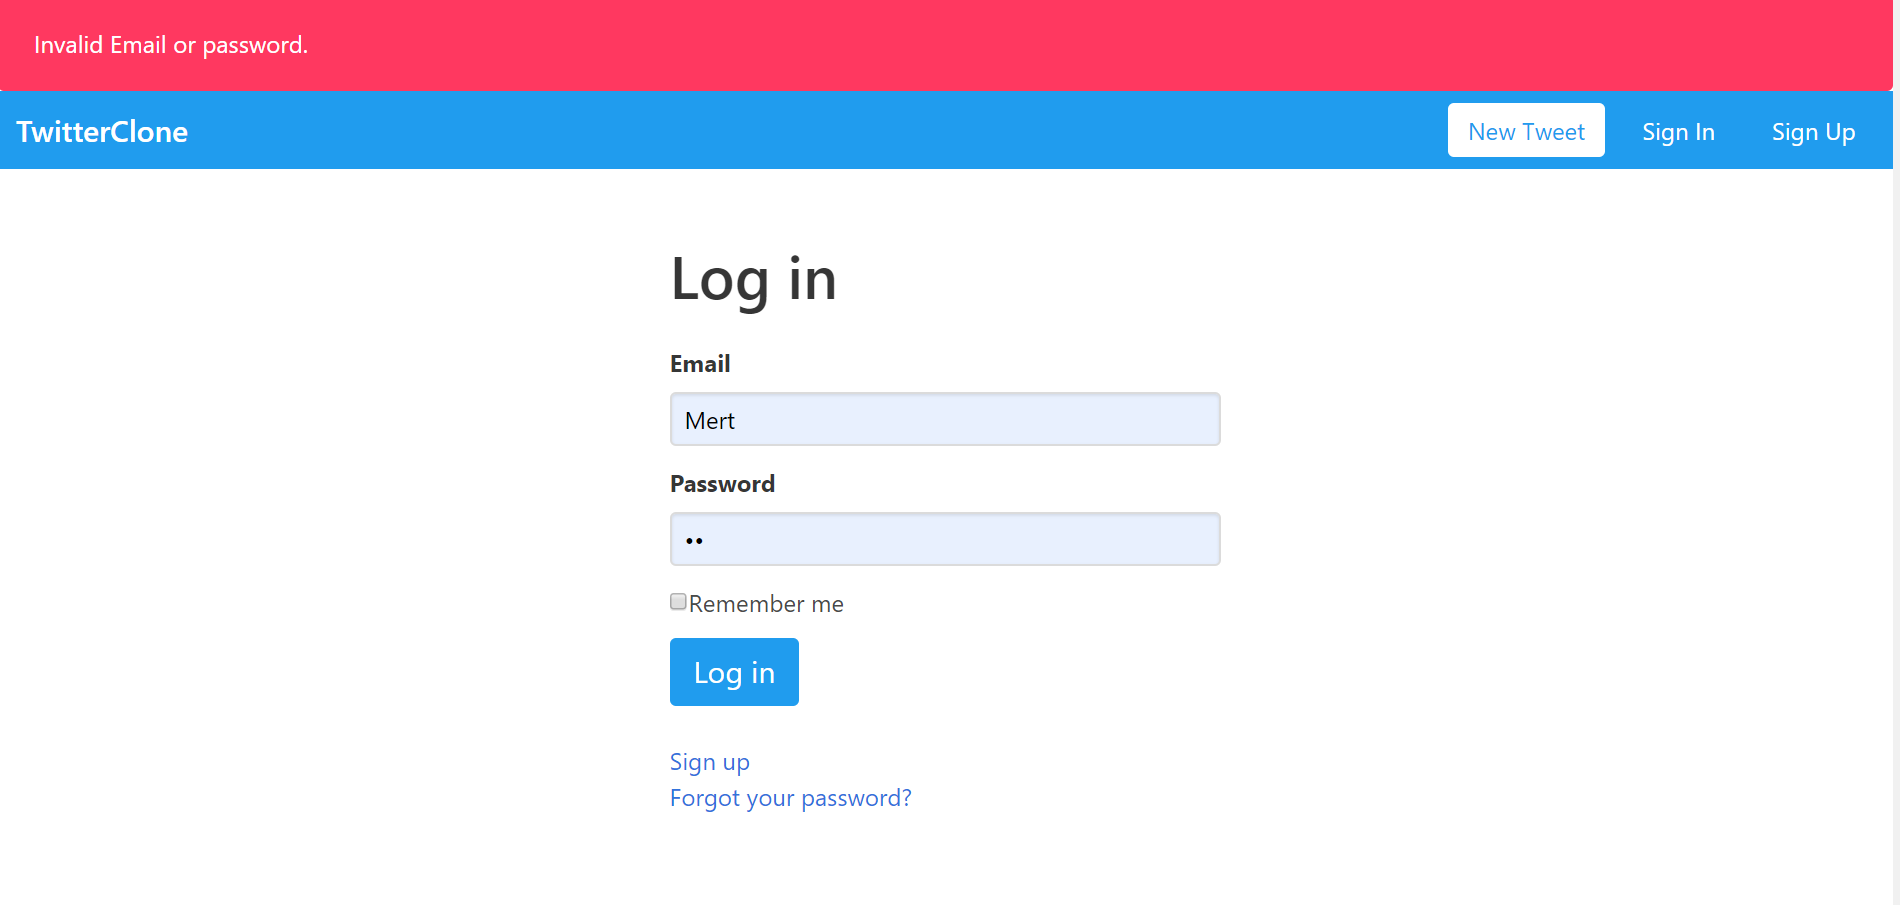 Invalid Email or password.
TwitterClone New Tweet Sign In Sign Up
Log in
Email
Mert
Password
••
Remember me
Log in
Sign up
Forgot your password?